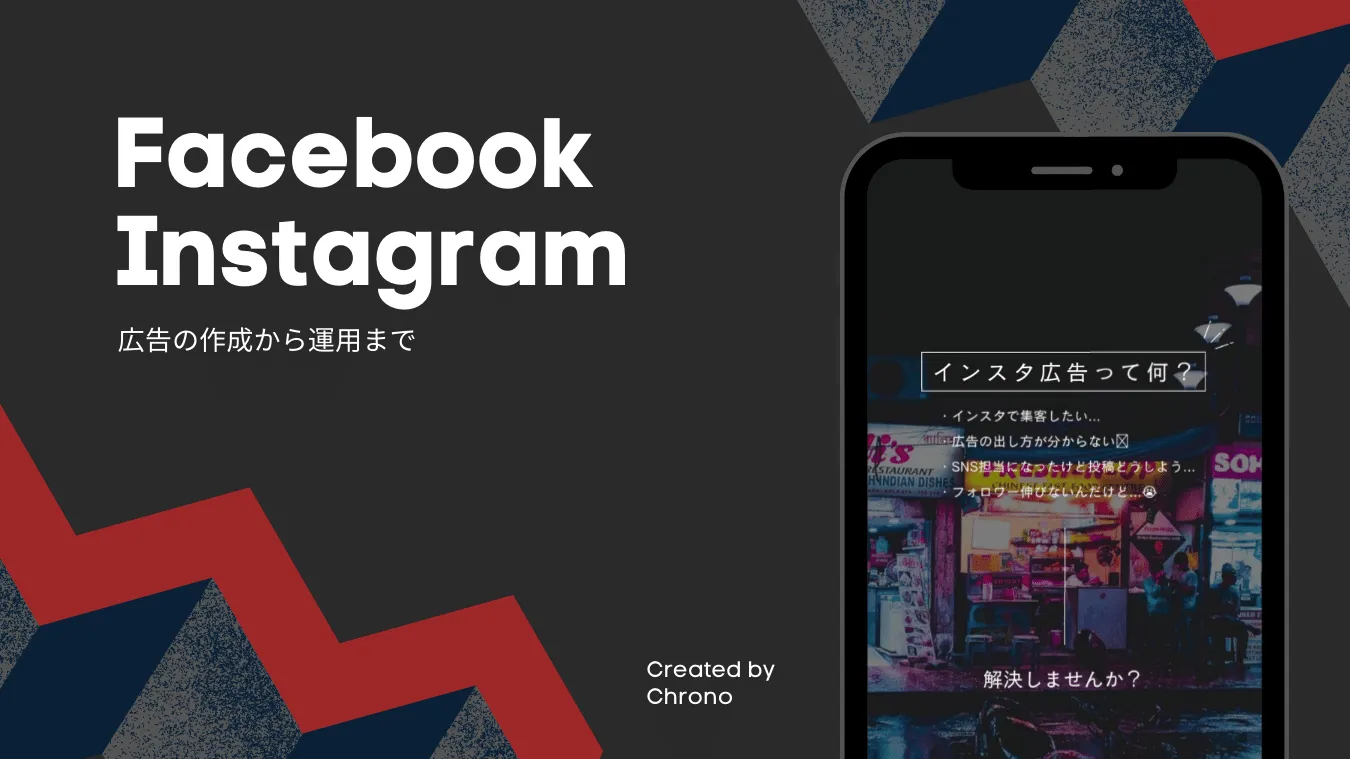 Facebook
Instagram
広告の作成から運用まで
インスタ広告って何？
・インスタで集客したい…
・広告の出し方が分からない☒
・SNS担当になったけど投稿どうしよう…
・フォロワー伸びないんだけど…😭
RESTAURANT
INDIAN DISHES
SOH
解決しませんか？
Created by
Chrono